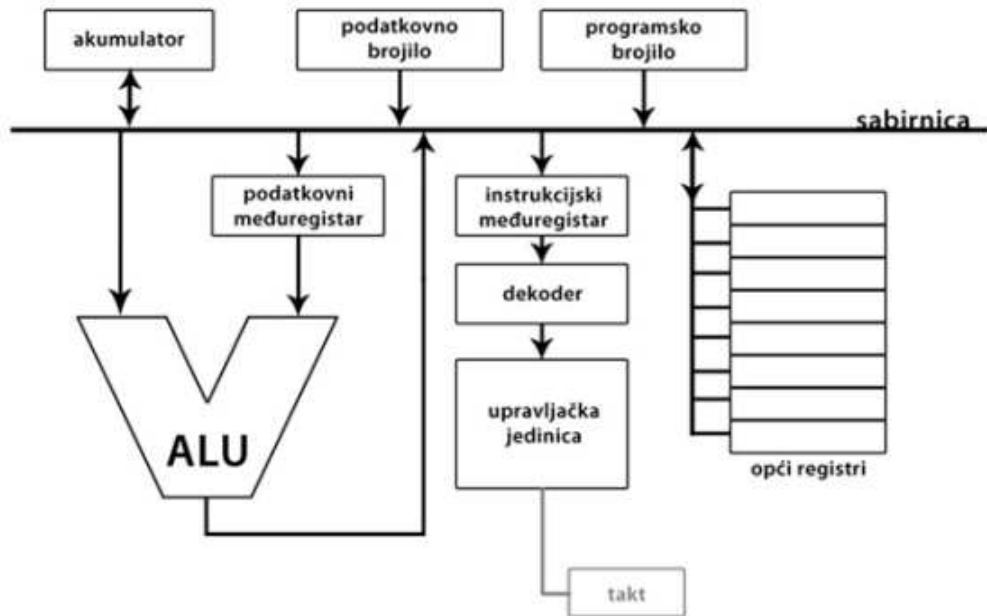 akumulator
podatkovno
brojilo
programsko
brojilo
sabirnica
podatkovni
međuregistar
instrukcijski
međuregistar
dekoder
upravljačka
jedinica
ALU
opći registri
takt